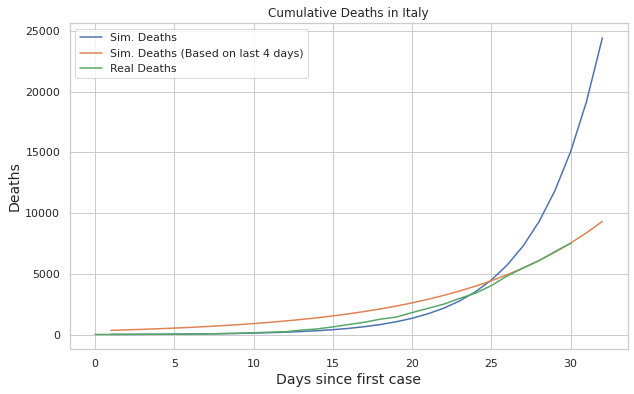 Cumulative Deaths in Italy
Sim. Deaths
Sim. Deaths (Based on last 4 days)
Real Deaths
25000
20000
15000
10000
5000
0
Deaths
0 5 10 15 20 25 30
Days since first case